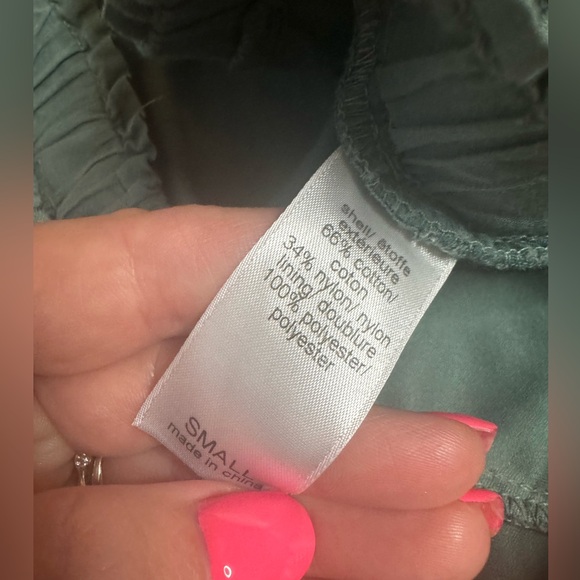 shell/ étoffe
extérieure
66% cotton/
coton
34% nylon/ nylon
lining/ doublure
100% polyester/
polyester
SMALL
made in china